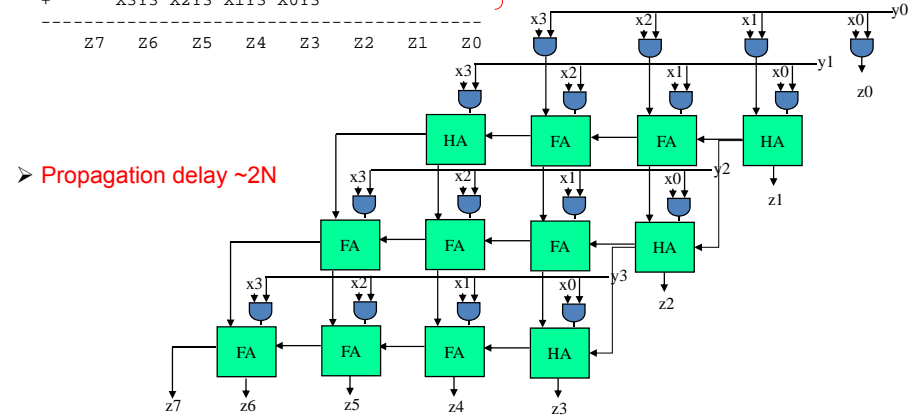 + X3Y3 X2Y3 X1Y3 X0Y3
----------------------------------------
Z7 Z6 Z5 Z4 Z3 Z2 Z1 Z0
➢ Propagation delay ~2N
x3 x2 x1 x0 y0
z0
x3 x2 x1 x0 y1
HA FA FA HA
z1
x3 x2 x1 x0 y2
FA FA FA HA
z2
x3 x2 x1 x0 y3
FA FA FA HA
z7 z6 z5 z4 z3